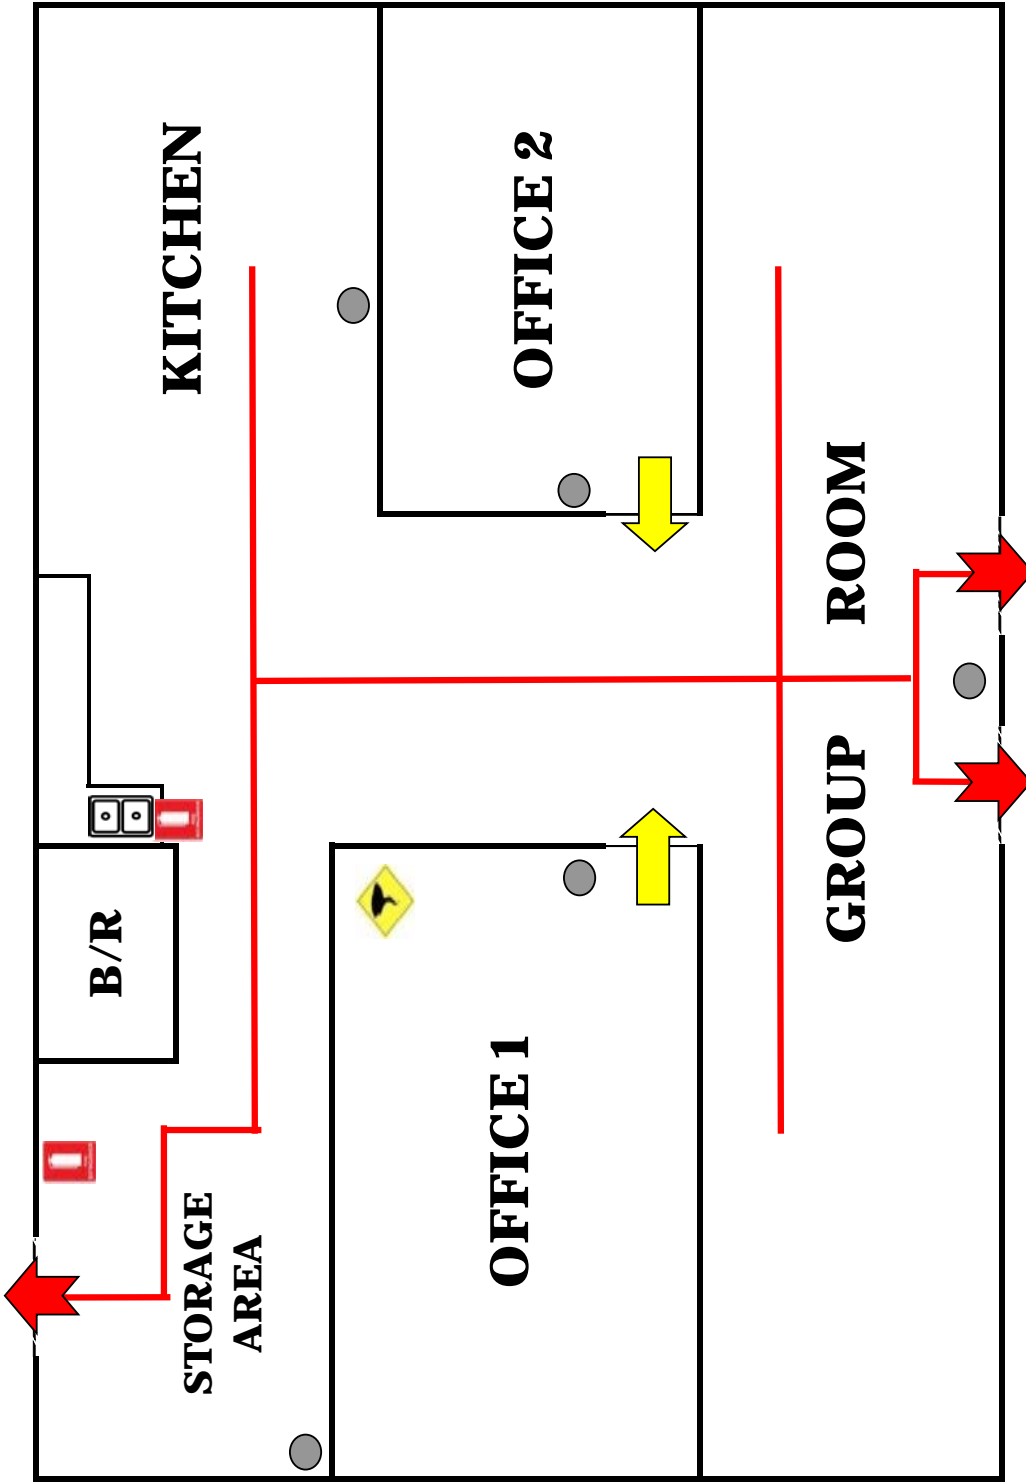 KITCHEN
OFFICE 2
GROUP ROOM
B/R
STORAGE
AREA
OFFICE 1